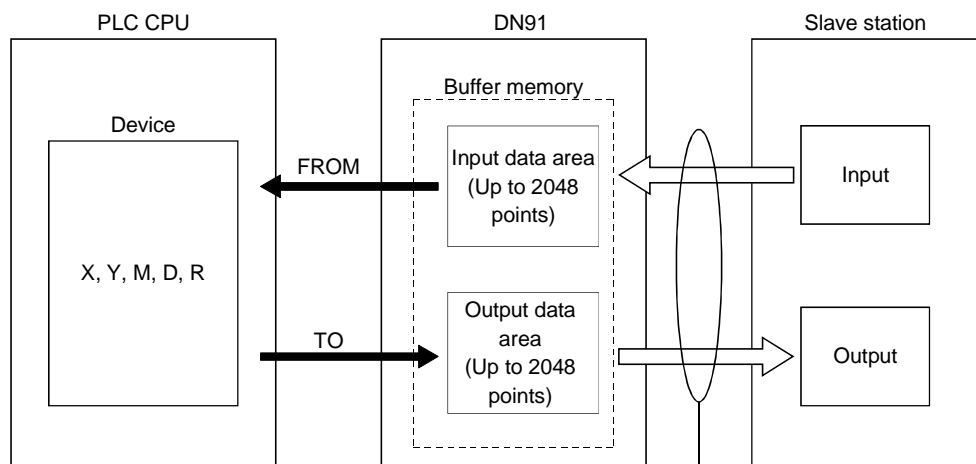 PLC CPU
DN91
Slave station
Buffer memory
Device
FROM
Input data area
(Up to 2048
points)
Input
X, Y, M, D, R
TO
Output data
area
(Up to 2048
points)
Output